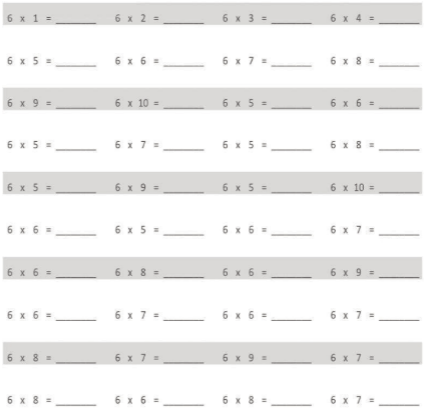 6 x 1 = _______ 6 x 2 = _______ 6 x 3 = _______ 6 x 4 = _______
6 x 5 = _______ 6 x 6 = _______ 6 x 7 = _______ 6 x 8 = _______
6 x 9 = _______ 6 x 10 = _______ 6 x 5 = _______ 6 x 6 = _______
6 x 5 = _______ 6 x 7 = _______ 6 x 5 = _______ 6 x 8 = _______
6 x 5 = _______ 6 x 9 = _______ 6 x 5 = _______ 6 x 10 = _______
6 x 6 = _______ 6 x 5 = _______ 6 x 6 = _______ 6 x 7 = _______
6 x 6 = _______ 6 x 8 = _______ 6 x 6 = _______ 6 x 9 = _______
6 x 6 = _______ 6 x 7 = _______ 6 x 6 = _______ 6 x 7 = _______
6 x 8 = _______ 6 x 7 = _______ 6 x 9 = _______ 6 x 7 = _______
6 x 8 = _______ 6 x 6 = _______ 6 x 8 = _______ 6 x 7 = _______